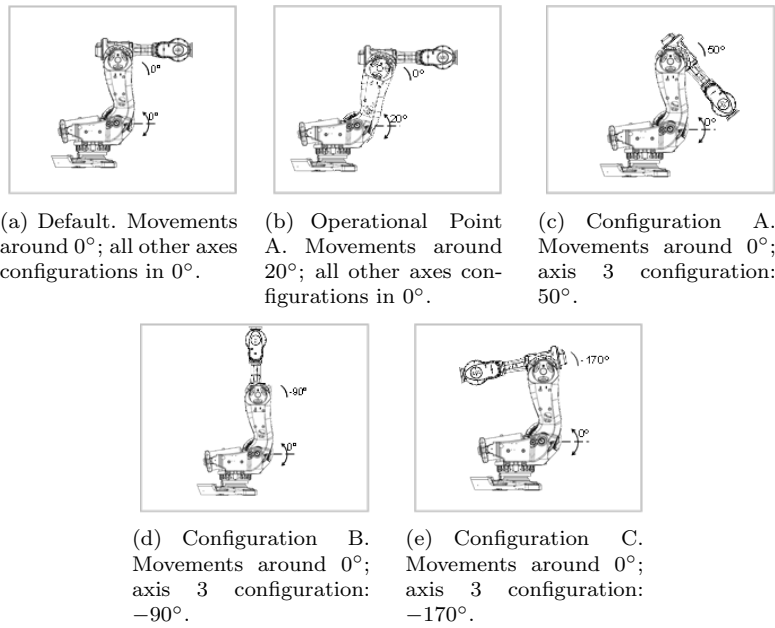 0°
0°
(a) Default. Movements
around 0°; all other axes
configurations in 0°.
0°
20°
(b) Operational Point
A. Movements around
20°; all other axes con-
figurations in 0°.
50°
0°
(c) Configuration A.
Movements around 0°;
axis 3 configuration:
50°.
-90°
0°
(d) Configuration B.
Movements around 0°;
axis 3 configuration:
−90°.
-170°
0°
(e) Configuration C.
Movements around 0°;
axis 3 configuration:
−170°.